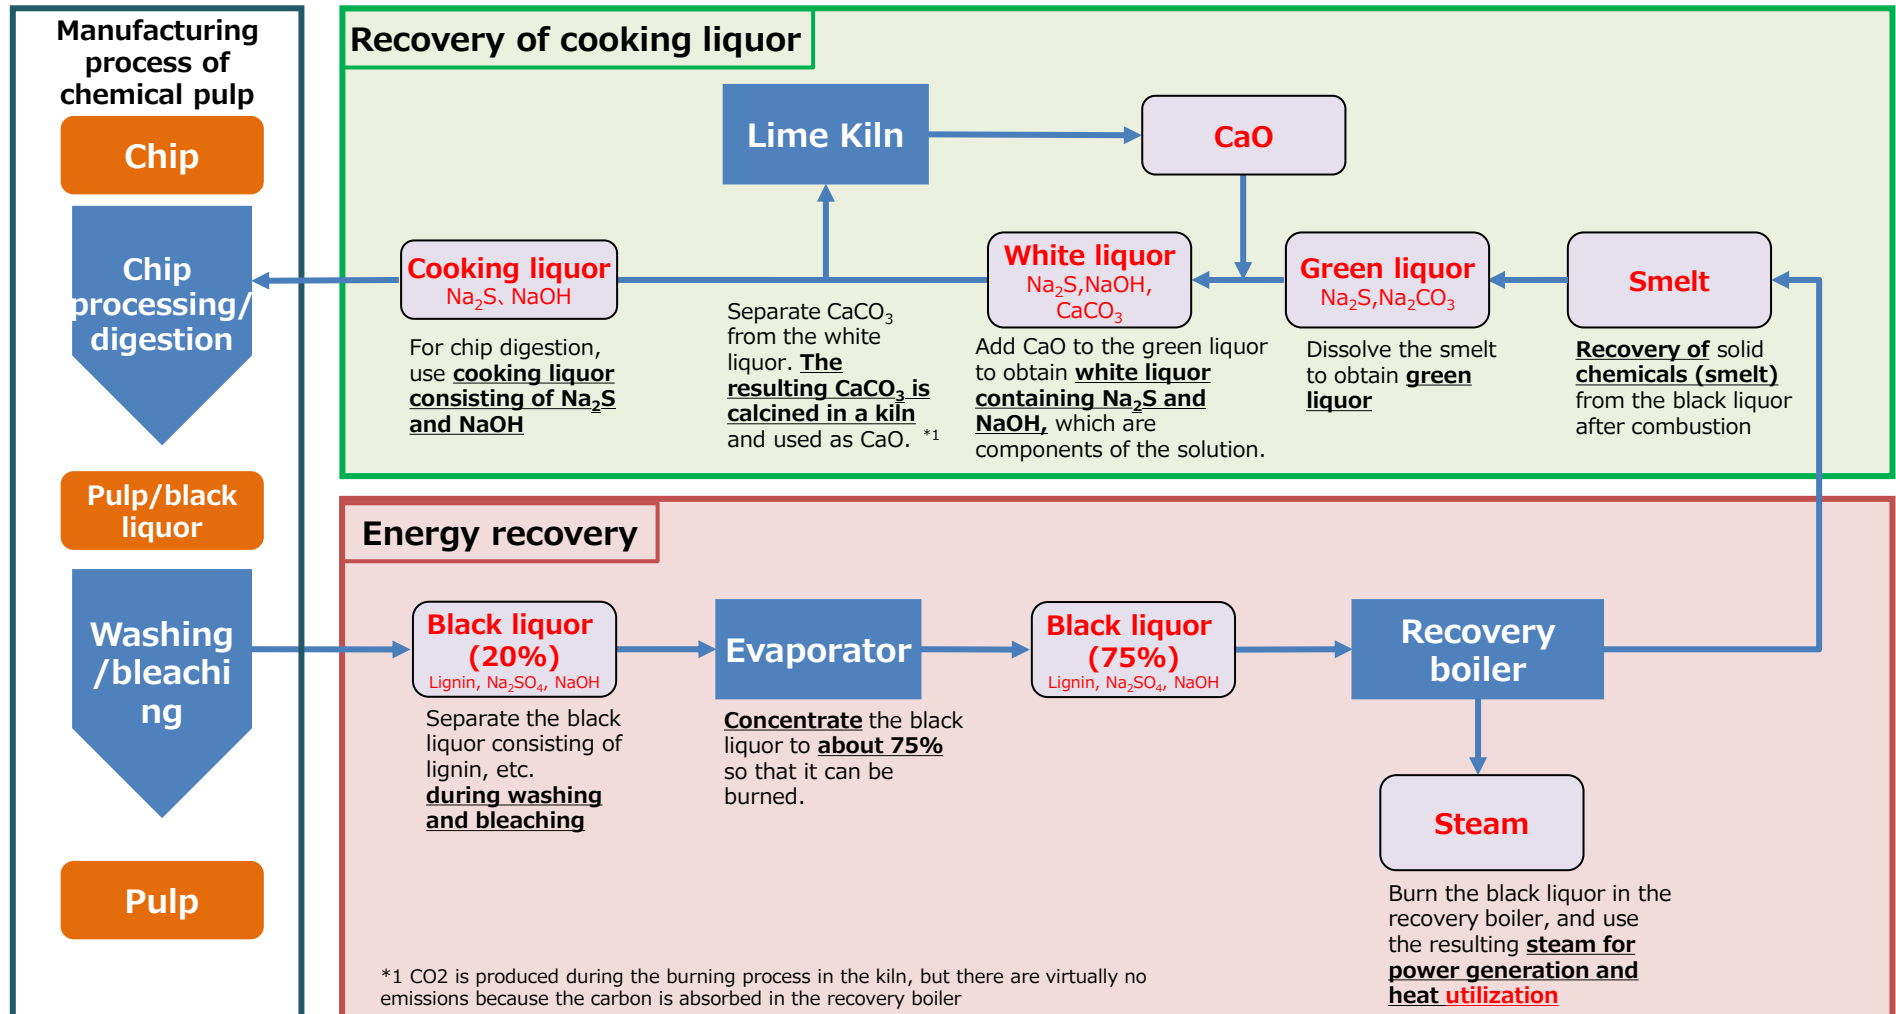 Manufacturing
process of
chemical pulp
Chip
Chip
processing/
digestion
Pulp/black
liquor
Washing
/bleachi
ng
Pulp
Recovery of cooking liquor
Lime Kiln
CaO
Cooking liquor
Na₂S、NaOH
For chip digestion,
use cooking liquor
consisting of Na₂S
and NaOH
Separate CaCO₃
from the white
liquor. The
resulting CaCO₃ is
calcined in a kiln
and used as CaO. *1
White liquor
Na₂S,NaOH,
CaCO₃
Add CaO to the green liquor
to obtain white liquor
containing Na₂S and
NaOH, which are
components of the solution.
Green liquor
Na₂S,Na₂CO₃
Dissolve the smelt
to obtain green
liquor
Smelt
Recovery of solid
chemicals (smelt)
from the black liquor
after combustion
Energy recovery
Black liquor
(20%)
Lignin, Na₂SO₄, NaOH
Separate the black
liquor consisting of
lignin, etc.
during washing
and bleaching
Evaporator
Concentrate the black
liquor to about 75%
so that it can be
burned.
Black liquor
(75%)
Lignin, Na₂SO₄, NaOH
Recovery
boiler
Steam
Burn the black liquor in the
recovery boiler, and use
the resulting steam for
power generation and
heat utilization
*1 CO2 is produced during the burning process in the kiln, but there are virtually no
emissions because the carbon is absorbed in the recovery boiler